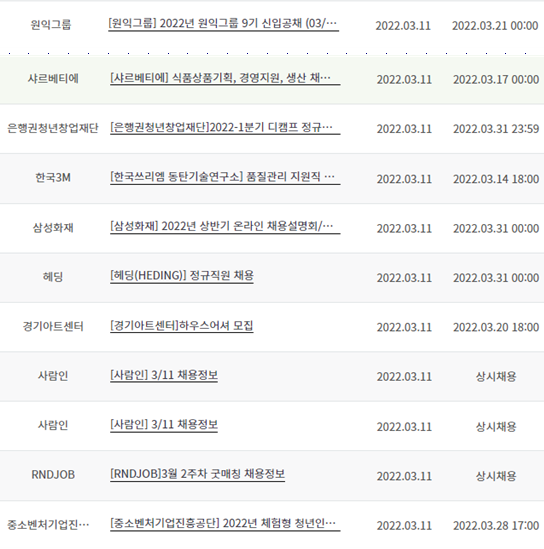 원익그룹 [원익그룹] 2022년 원익그룹 9기 신입공채 (03/··· 2022.03.11 2022.03.21 00:00
샤르베티에 [샤르베티에] 식품상품기획, 경영지원, 생산 채··· 2022.03.11 2022.03.17 00:00
은행권청년창업재단 [은행권청년창업재단]2022-1분기 디캠프 정규··· 2022.03.11 2022.03.31 23:59
한국3M [한국쓰리엠 동탄기술연구소] 품질관리 지원직 ··· 2022.03.11 2022.03.14 18:00
삼성화재 [삼성화재] 2022년 상반기 온라인 채용설명회/··· 2022.03.11 2022.03.31 00:00
헤딩 [헤딩(HEDING)] 정규직원 채용 2022.03.11 2022.03.31 00:00
경기아트센터 [경기아트센터]하우스어셔 모집 2022.03.11 2022.03.20 18:00
사람인 [사람인] 3/11 채용정보 2022.03.11 상시채용
사람인 [사람인] 3/11 채용정보 2022.03.11 상시채용
RNDJOB [RNDJOB]3월 2주차 굿매칭 채용정보 2022.03.11 상시채용
중소벤처기업진··· [중소벤처기업진흥공단] 2022년 체험형 청년인··· 2022.03.11 2022.03.28 17:00